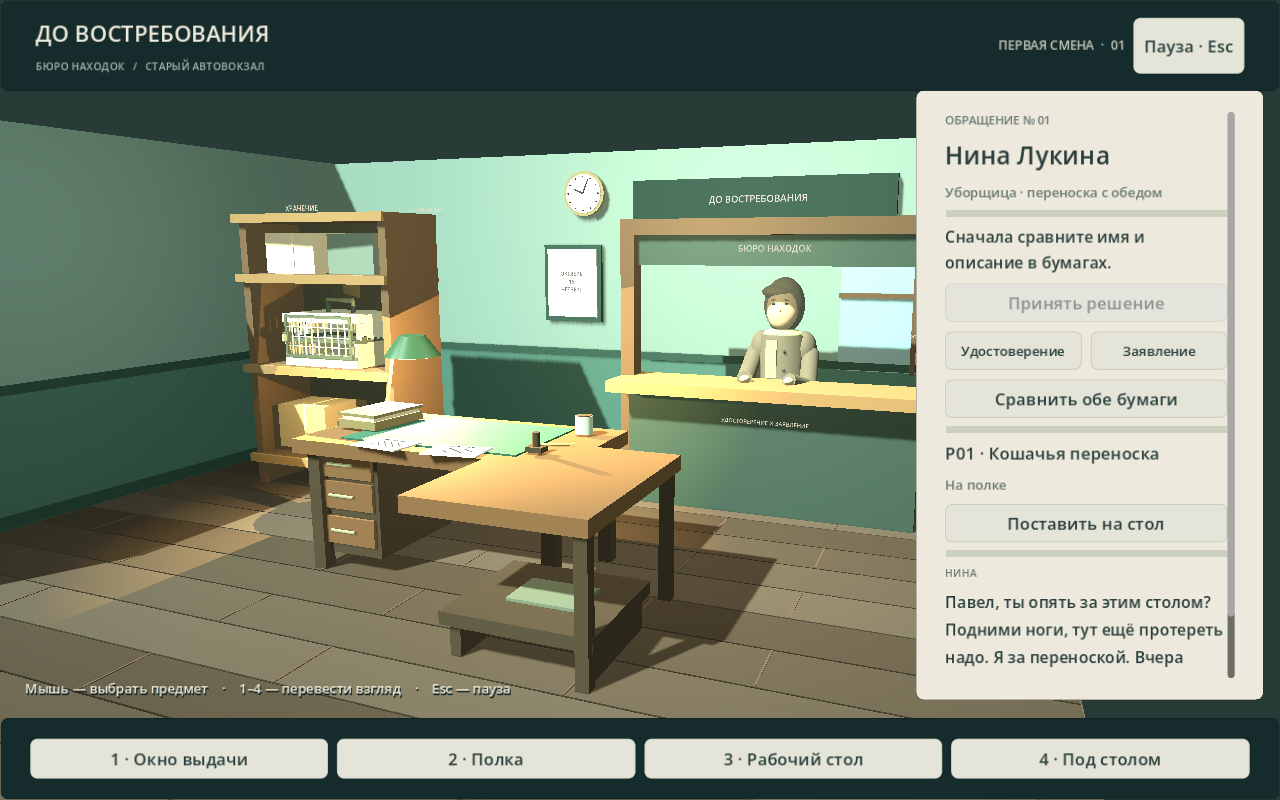 ДО ВОСТРЕБОВАНИЯ
БЮРО НАХОДОК / СТАРЫЙ АВТОВОКЗАЛ
ПЕРВАЯ СМЕНА · 01
Пауза · Esc
ОБРАЩЕНИЕ № 01
Нина Лукина
Уборщица · переноска с обедом
Сначала сравните имя и
описание в бумагах.
Принять решение
Удостоверение
Заявление
Сравнить обе бумаги
P01 · Кошачья переноска
На полке
Поставить на стол
НИНА
Павел, ты опять за этим столом?
Подними ноги, тут ещё протереть
надо. Я за переноской. Вчера
ХРАНЕНИЕ
ДО ВОСТРЕБОВАНИЯ
БЮРО НАХОДОК
ОКТЯБРЬ
ЧЕТВЕРГ
УДОСТОВЕРЕНИЕ И ЗАЯВЛЕНИЕ
Мышь — выбрать предмет · 1–4 — перевести взгляд · Esc — пауза
1 · Окно выдачи
2 · Полка
3 · Рабочий стол
4 · Под столом